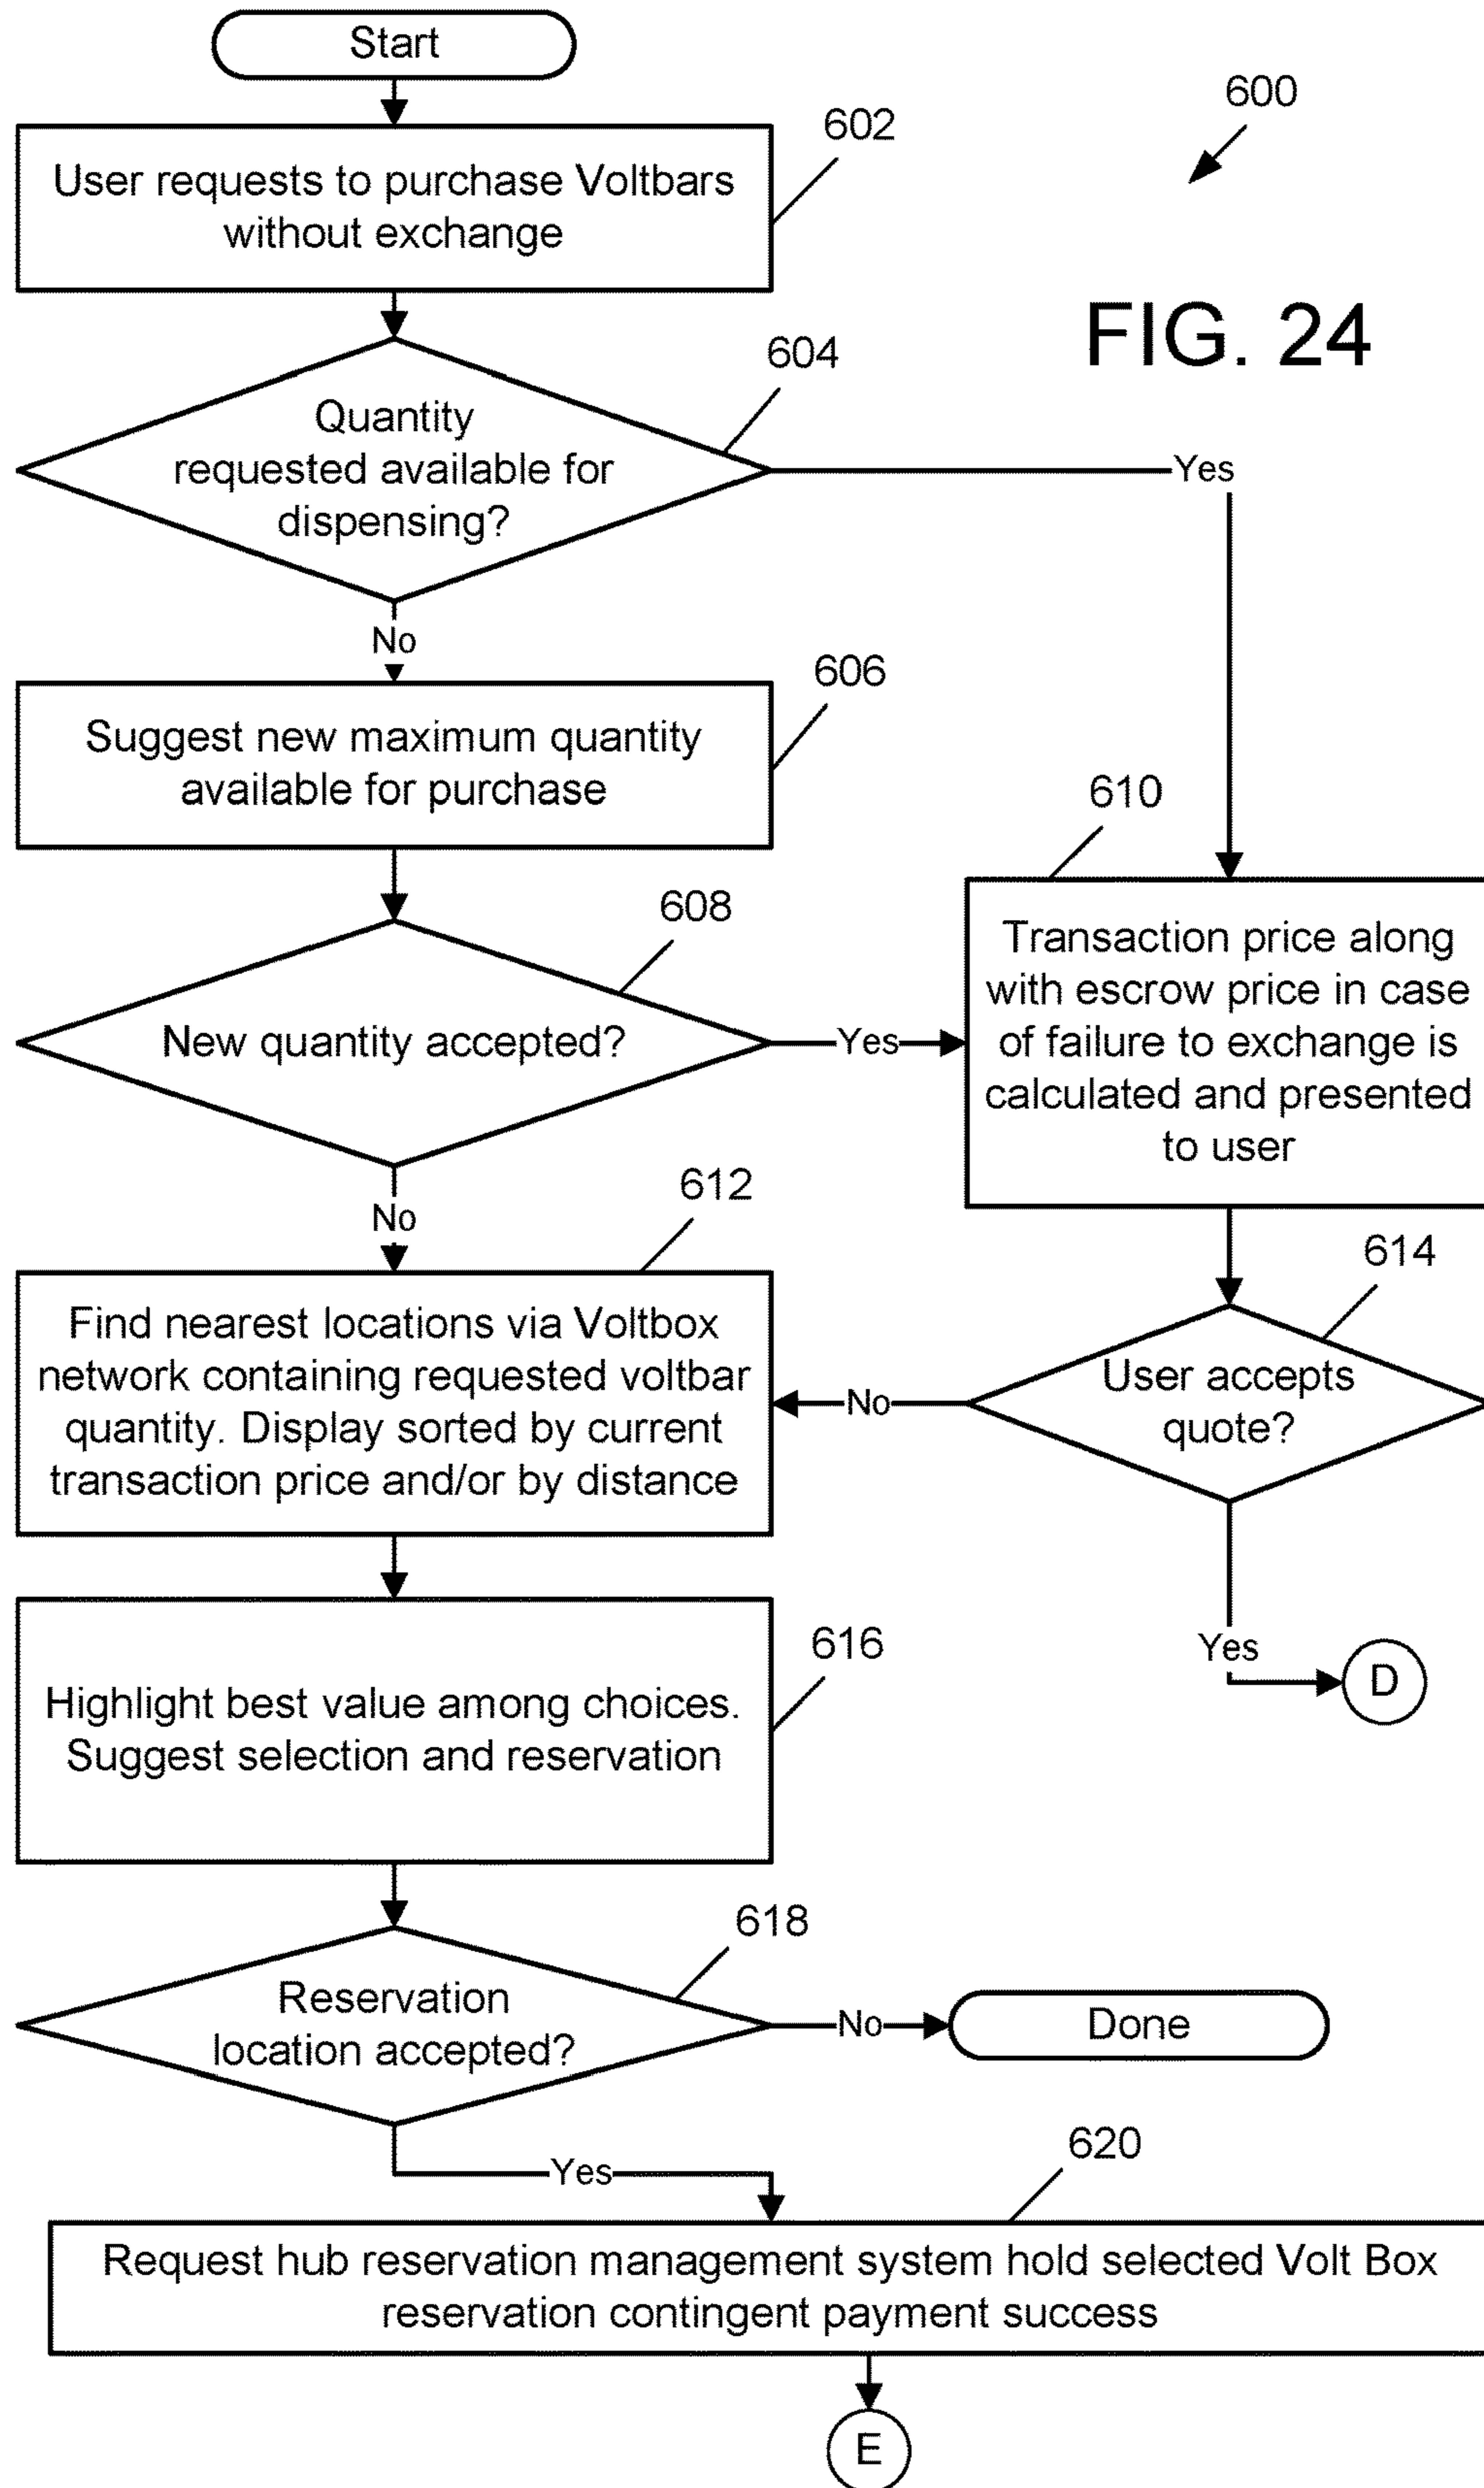 Start
600
602
User requests to purchase Voltbars
without exchange
FIG. 24
604
Quantity
requested available for
dispensing?
Yes
No
606
Suggest new maximum quantity
available for purchase
610
608
New quantity accepted?
Yes
Transaction price along
with escrow price in case
of failure to exchange is
calculated and presented
to user
No
612
614
Find nearest locations via Voltbox
network containing requested voltbar
quantity. Display sorted by current
transaction price and/or by distance
No
User accepts
quote?
616
Yes
D
Highlight best value among choices.
Suggest selection and reservation
618
Reservation
location accepted?
No
Done
Yes
620
Request hub reservation management system hold selected Volt Box
reservation contingent payment success
E